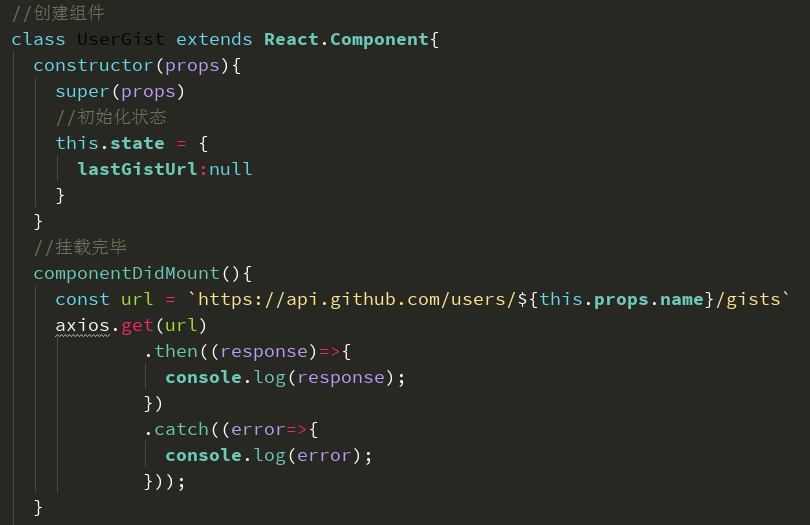 //创建组件
class UserGist extends React.Component{
constructor(props){
super(props)
//初始化状态
this.state = {
lastGistUrl:null
}
}
//挂载完毕
componentDidMount(){
const url = `https://api.github.com/users/${this.props.name}/gists`
axios.get(url)
.then((response)=>{
console.log(response);
})
.catch((error=>{
console.log(error);
}));
}